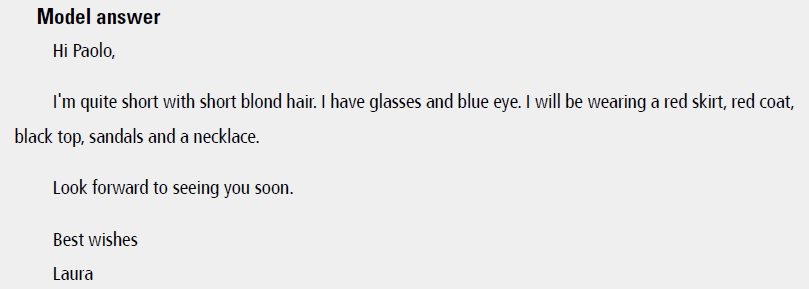 Model answer
Hi Paolo,
I'm quite short with short blond hair. I have glasses and blue eye. I will be wearing a red skirt, red coat,
black top, sandals and a necklace.
Look forward to seeing you soon.
Best wishes
Laura